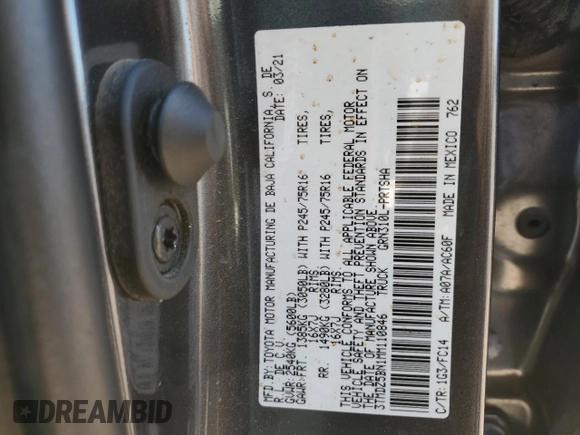 MFD.BY: TOYOTA MOTOR MANUFACTURING DE BAJA CALIFORNIA, S. DE
R. L. DE C. V. DATE: 03/21
GVWR: 2540KG (5600LB)
GAWR: FRT. 1385KG (3050LB) WITH P245/75R16 TIRES,
16X7J RIMS,
RR. 1490KG (3280LB) WITH P245/75R16 TIRES,
16X7J RIMS.
THIS VEHICLE CONFORMS TO ALL APPLICABLE FEDERAL MOTOR
VEHICLE SAFETY AND THEFT PREVENTION STANDARDS IN EFFECT ON
THE DATE OF MANUFACTURE SHOWN ABOVE.
3TMDZ5BN1MM110846 TRUCK GRN310L-PRTSHA
C/TR: 1G3/FC14 A/TM: A07A/AC60F MADE IN MEXICO 762
DREAMBID